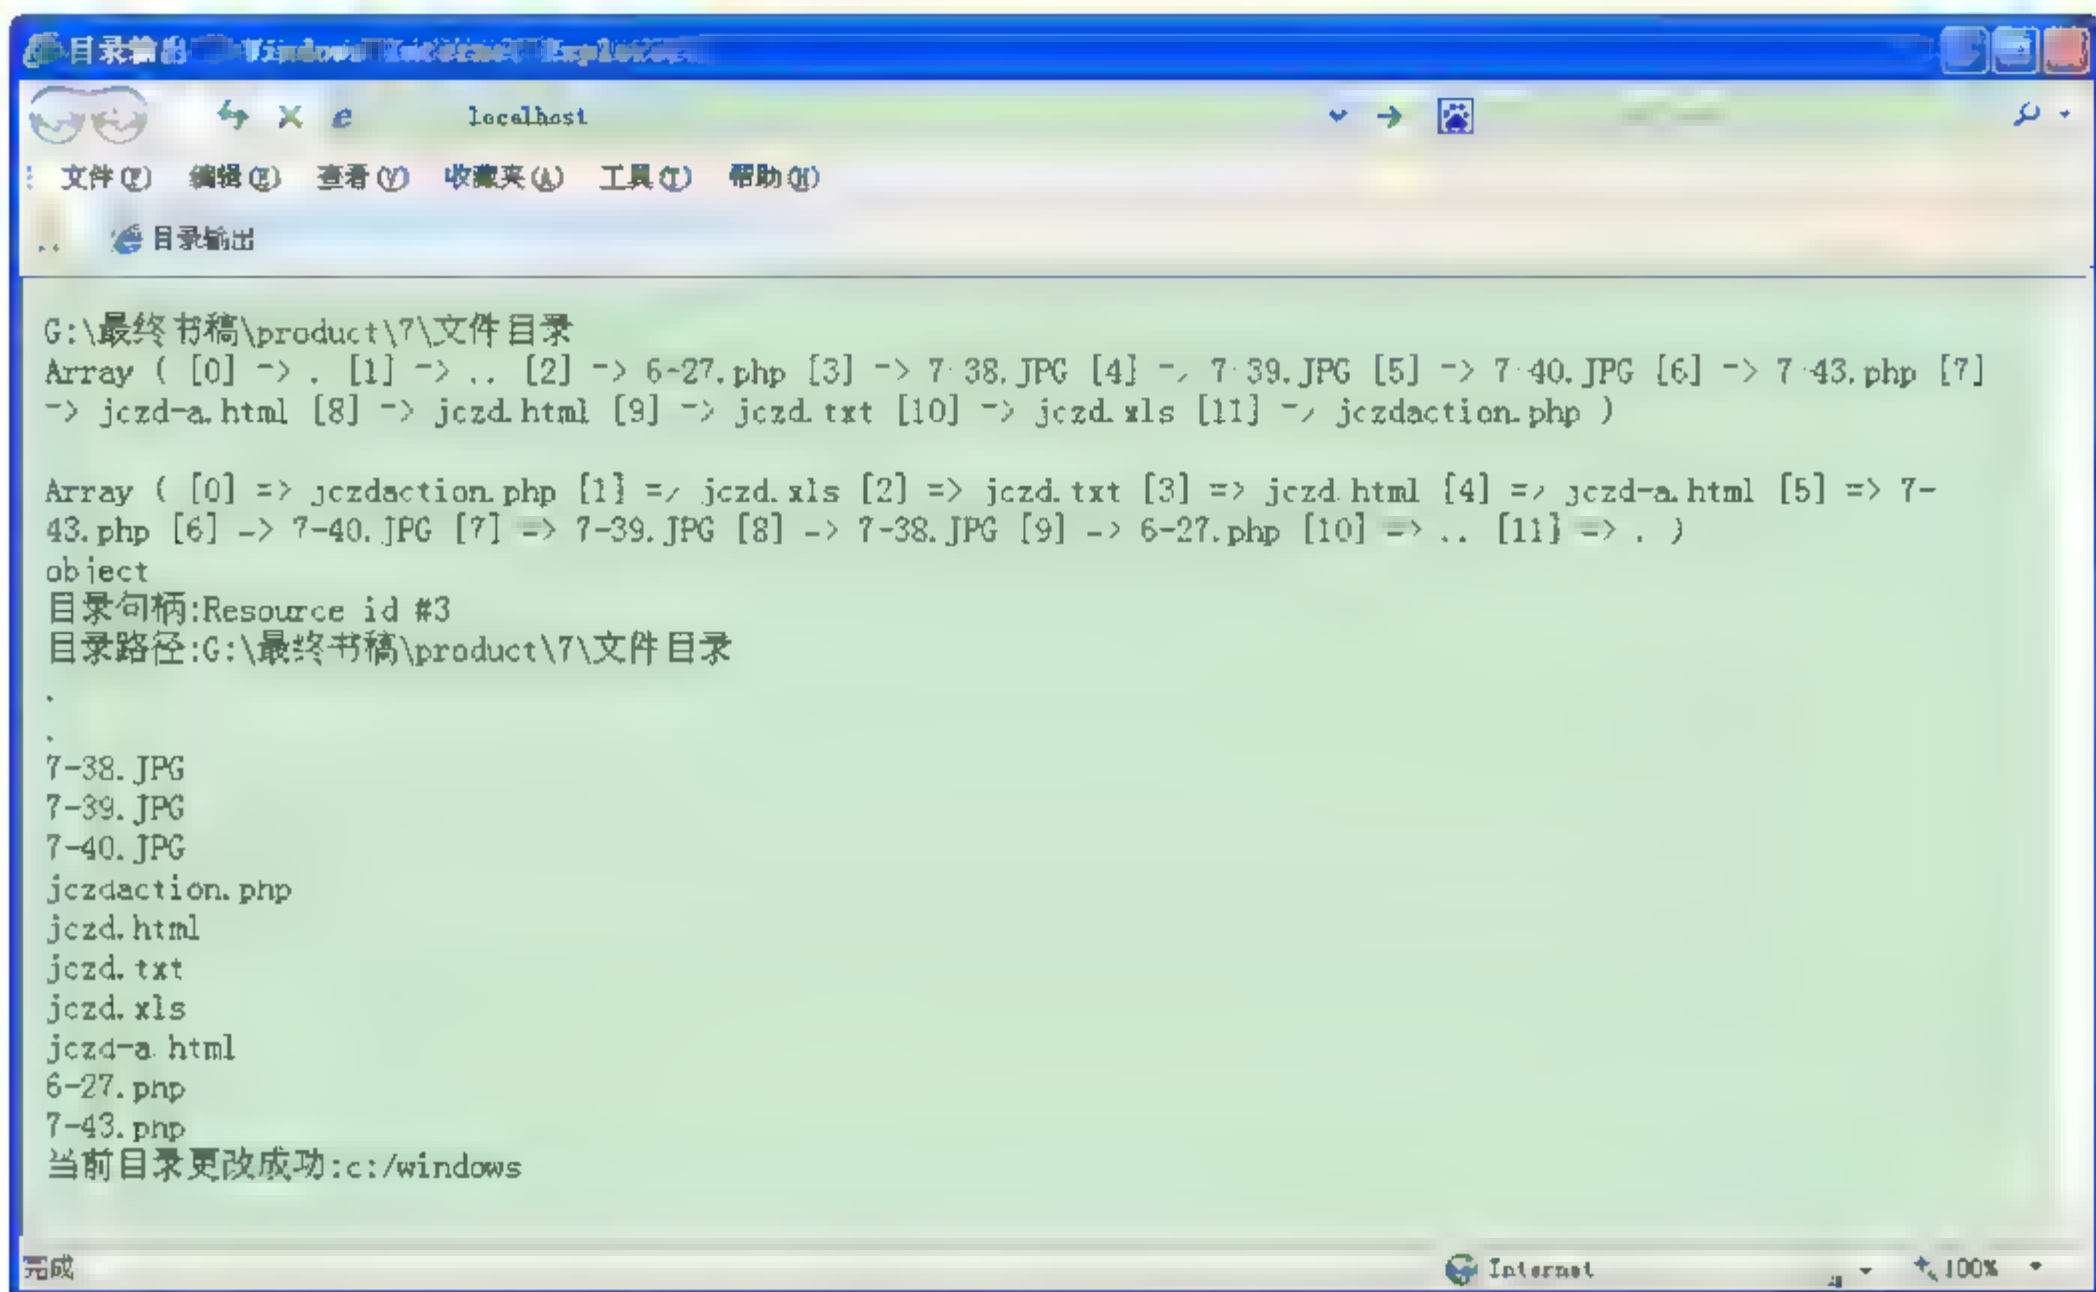 目录输出 - Windows Internet Explorer
localhost
文件(F) 编辑(E) 查看(V) 收藏夹(A) 工具(T) 帮助(H)
目录输出
G:\最终书稿\product\7\文件目录
Array ( [0] => . [1] => .. [2] => 6-27.php [3] => 7-38.JPG [4] => 7-39.JPG [5] => 7-40.JPG [6] => 7-43.php [7]
=> jczd-a.html [8] => jczd.html [9] => jczd.txt [10] => jczd.xls [11] => jczdaction.php )
Array ( [0] => jczdaction.php [1] => jczd.xls [2] => jczd.txt [3] => jczd.html [4] => jczd-a.html [5] => 7-
43.php [6] => 7-40.JPG [7] => 7-39.JPG [8] => 7-38.JPG [9] => 6-27.php [10] => .. [11] => . )
object
目录句柄:Resource id #3
目录路径:G:\最终书稿\product\7\文件目录
.
.
7-38.JPG
7-39.JPG
7-40.JPG
jczdaction.php
jczd.html
jczd.txt
jczd.xls
jczd-a.html
6-27.php
7-43.php
当前目录更改成功:c:/windows
完成 Internet 100%